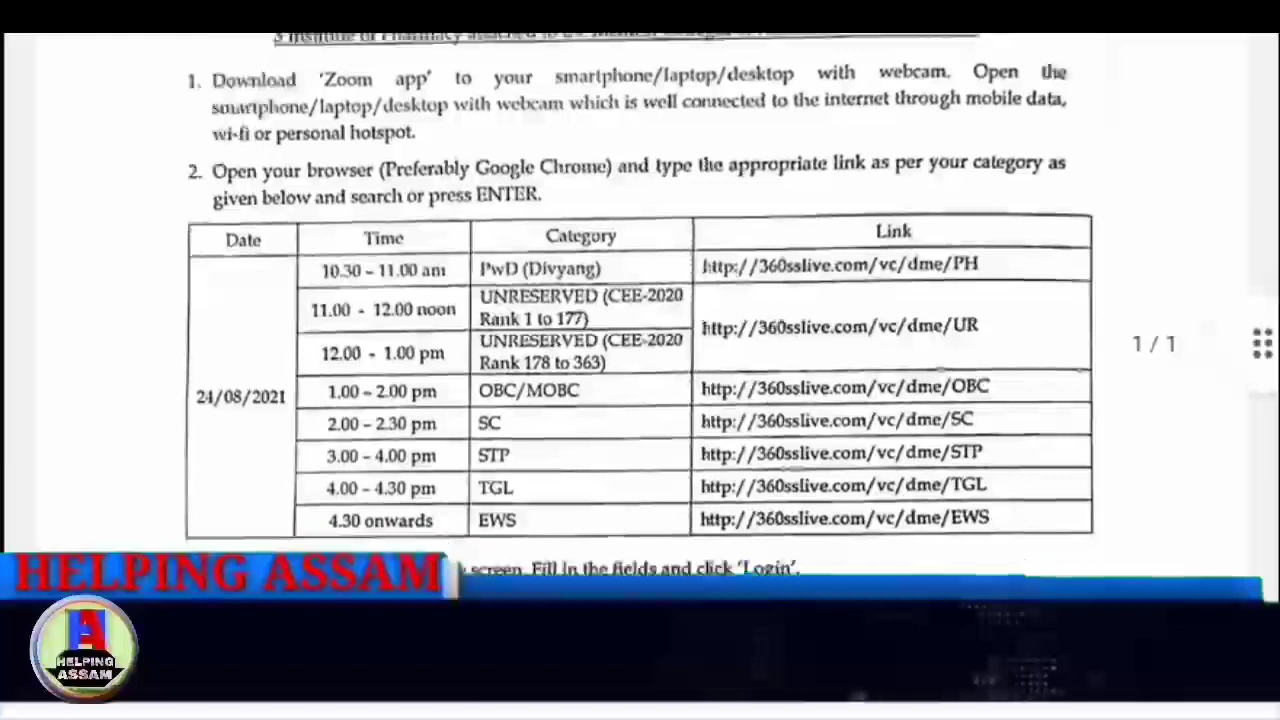 1. Download 'Zoom app' to your smartphone/laptop/desktop with webcam. Open the
smartphone/laptop/desktop with webcam which is well connected to the internet through mobile data,
wi-fi or personal hotspot.
2. Open your browser (Preferably Google Chrome) and type the appropriate link as per your category as
given below and search or press ENTER.
Date Time Category Link
10.30 – 11.00 am PwD (Divyang) http://360sslive.com/vc/dme/PH
11.00 - 12.00 noon UNRESERVED (CEE-2020
Rank 1 to 177)
http://360sslive.com/vc/dme/UR
12.00 - 1.00 pm UNRESERVED (CEE-2020
Rank 178 to 363)
1 / 1
24/08/2021
1.00 – 2.00 pm OBC/MOBC http://360sslive.com/vc/dme/OBC
2.00 – 2.30 pm SC http://360sslive.com/vc/dme/SC
3.00 – 4.00 pm STP http://360sslive.com/vc/dme/STP
4.00 – 4.30 pm TGL http://360sslive.com/vc/dme/TGL
4.30 onwards EWS http://360sslive.com/vc/dme/EWS
screen. Fill in the fields and click 'Login'.
HELPING ASSAM
A
HELPING
ASSAM